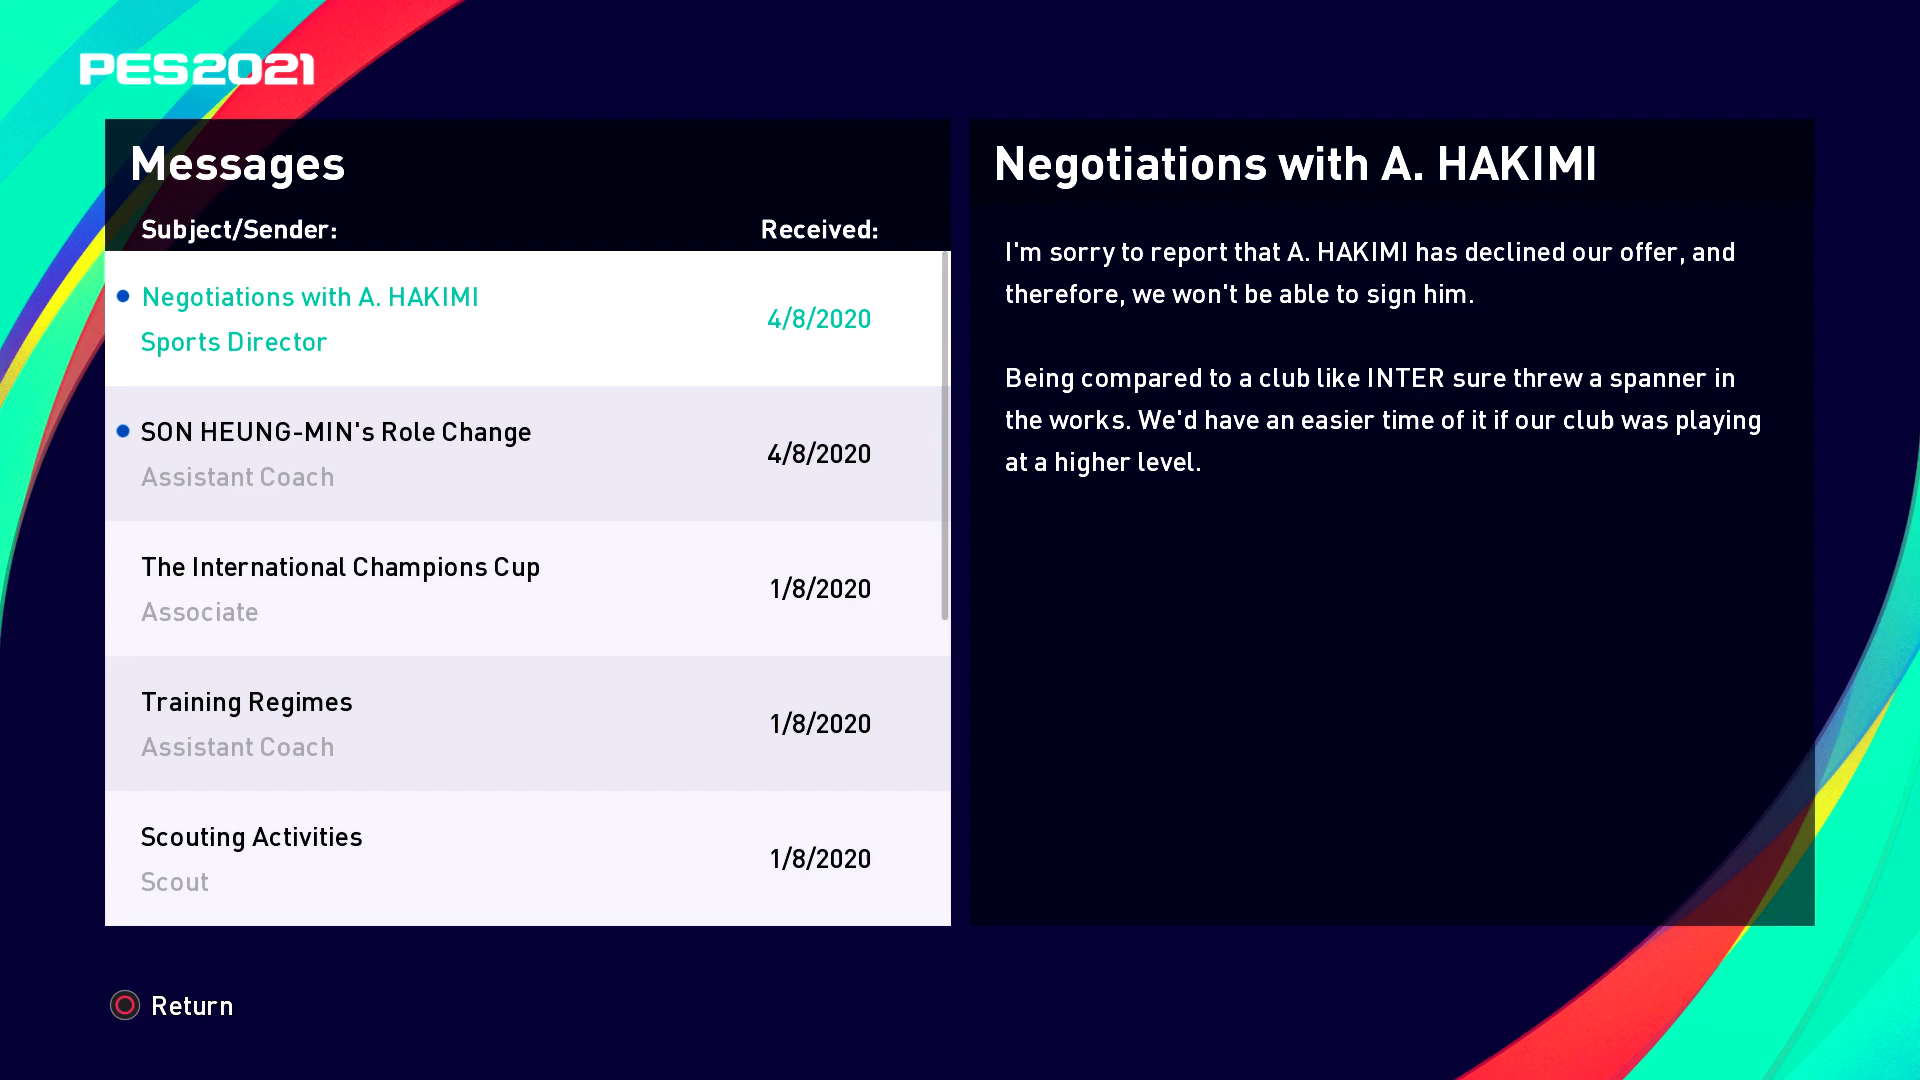 PES2021
Messages
Subject/Sender: Received:
Negotiations with A. HAKIMI
Sports Director
4/8/2020
SON HEUNG-MIN's Role Change
Assistant Coach
4/8/2020
The International Champions Cup
Associate
1/8/2020
Training Regimes
Assistant Coach
1/8/2020
Scouting Activities
Scout
1/8/2020
Negotiations with A. HAKIMI
I'm sorry to report that A. HAKIMI has declined our offer, and
therefore, we won't be able to sign him.
Being compared to a club like INTER sure threw a spanner in
the works. We'd have an easier time of it if our club was playing
at a higher level.
Return